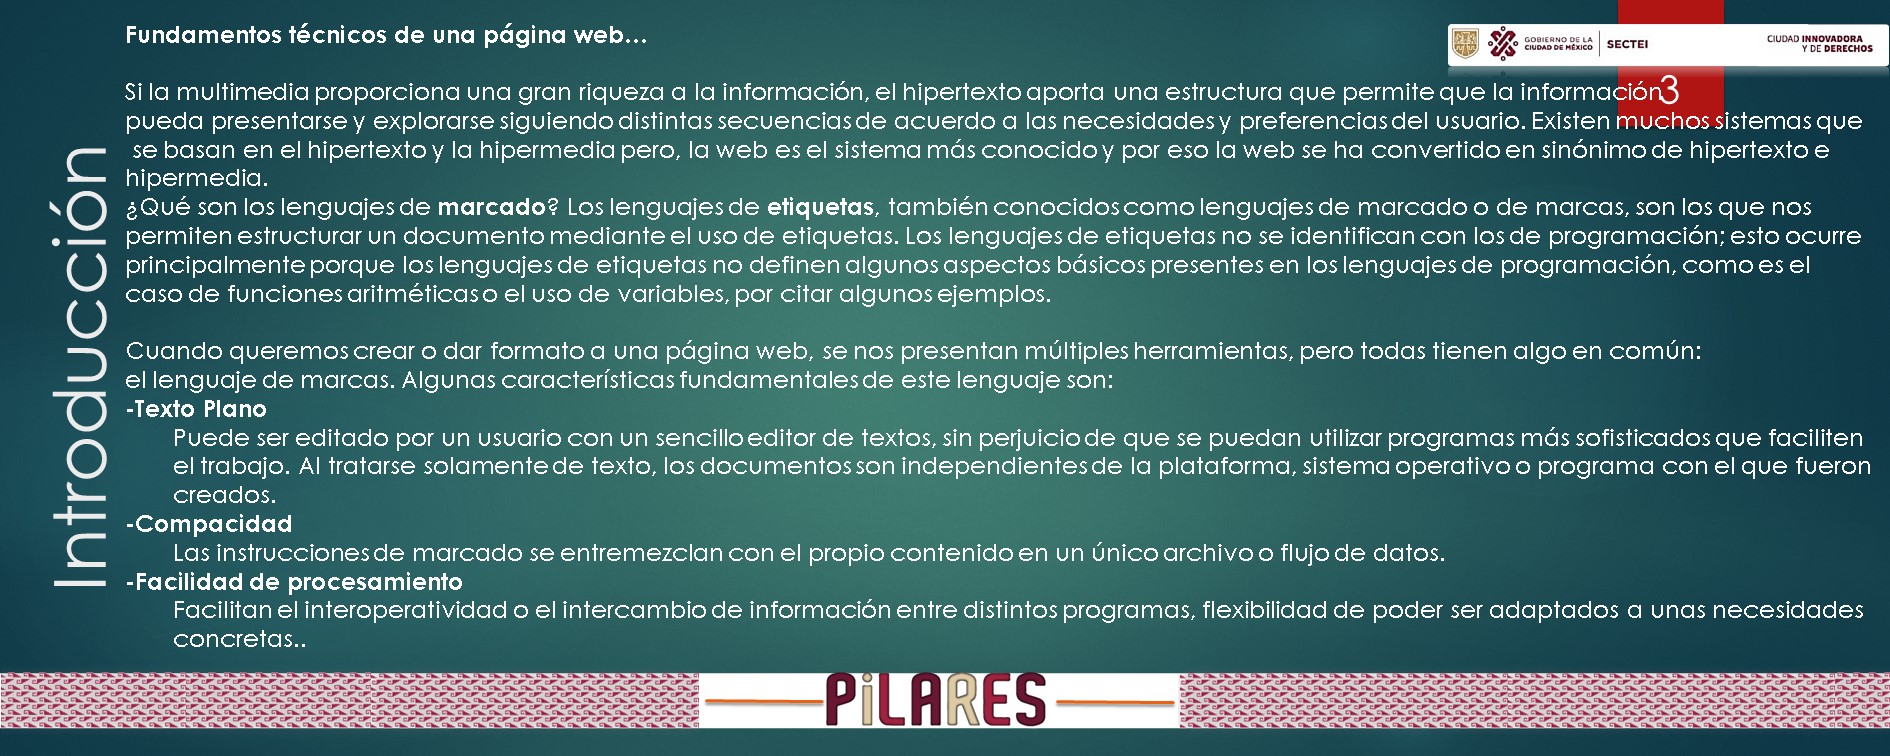 Fundamentos técnicos de una página web...
GOBIERNO DE LA
CIUDAD DE MÉXICO
SECTEI
CIUDAD INNOVADORA
Y DE DERECHOS
3
Introducción
Si la multimedia proporciona una gran riqueza a la información, el hipertexto aporta una estructura que permite que la información
pueda presentarse y explorarse siguiendo distintas secuencias de acuerdo a las necesidades y preferencias del usuario. Existen muchos sistemas que
se basan en el hipertexto y la hipermedia pero, la web es el sistema más conocido y por eso la web se ha convertido en sinónimo de hipertexto e
hipermedia.
¿Qué son los lenguajes de marcado? Los lenguajes de etiquetas, también conocidos como lenguajes de marcado o de marcas, son los que nos
permiten estructurar un documento mediante el uso de etiquetas. Los lenguajes de etiquetas no se identifican con los de programación; esto ocurre
principalmente porque los lenguajes de etiquetas no definen algunos aspectos básicos presentes en los lenguajes de programación, como es el
caso de funciones aritméticas o el uso de variables, por citar algunos ejemplos.
Cuando queremos crear o dar formato a una página web, se nos presentan múltiples herramientas, pero todas tienen algo en común:
el lenguaje de marcas. Algunas características fundamentales de este lenguaje son:
-Texto Plano
Puede ser editado por un usuario con un sencillo editor de textos, sin perjuicio de que se puedan utilizar programas más sofisticados que faciliten
el trabajo. Al tratarse solamente de texto, los documentos son independientes de la plataforma, sistema operativo o programa con el que fueron
creados.
-Compacidad
Las instrucciones de marcado se entremezclan con el propio contenido en un único archivo o flujo de datos.
-Facilidad de procesamiento
Facilitan el interoperatividad o el intercambio de información entre distintos programas, flexibilidad de poder ser adaptados a unas necesidades
concretas..
PiLARES